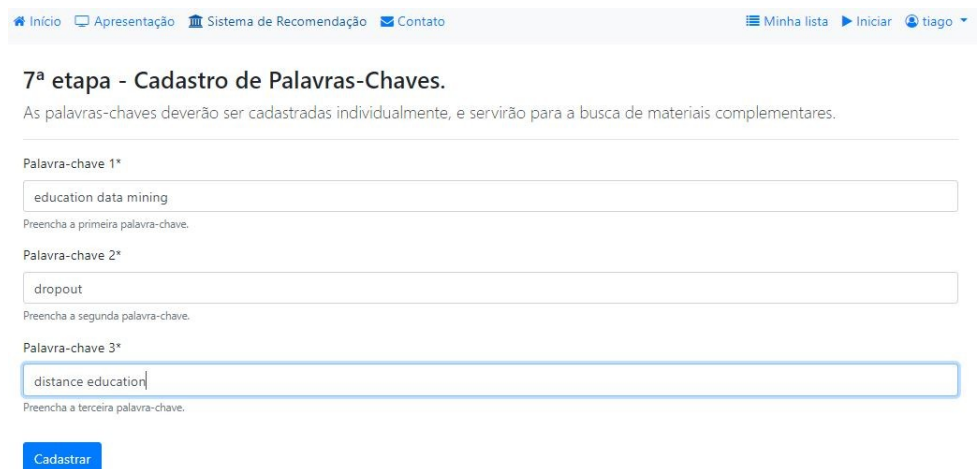 Início Apresentação Sistema de Recomendação Contato Minha lista Iniciar tiago
7ª etapa - Cadastro de Palavras-Chaves.
As palavras-chaves deverão ser cadastradas individualmente, e servirão para a busca de materiais complementares.
Palavra-chave 1*
education data mining
Preencha a primeira palavra-chave.
Palavra-chave 2*
dropout
Preencha a segunda palavra-chave.
Palavra-chave 3*
distance education
Preencha a terceira palavra-chave.
Cadastrar